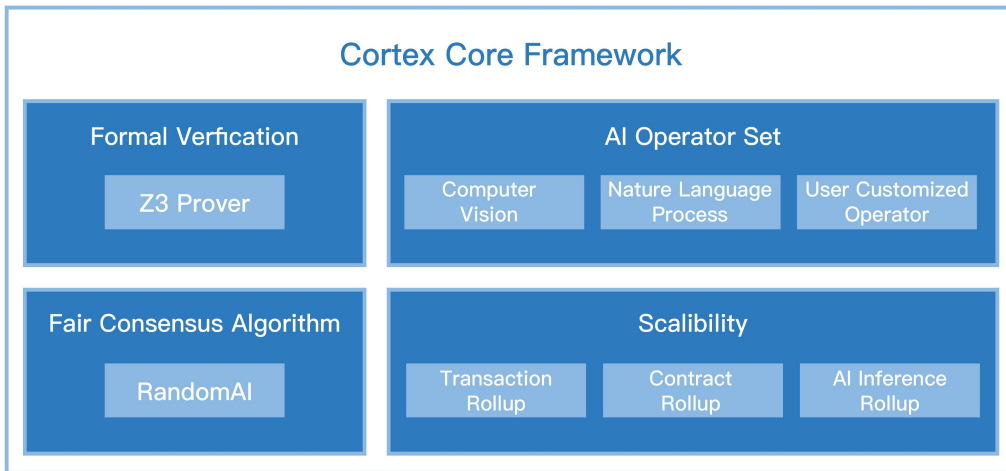 Cortex Core Framework
Formal Verfication
Z3 Prover
AI Operator Set
Computer
Vision
Nature Language
Process
User Customized
Operator
Fair Consensus Algorithm
RandomAI
Scalibility
Transaction
Rollup
Contract
Rollup
AI Inference
Rollup